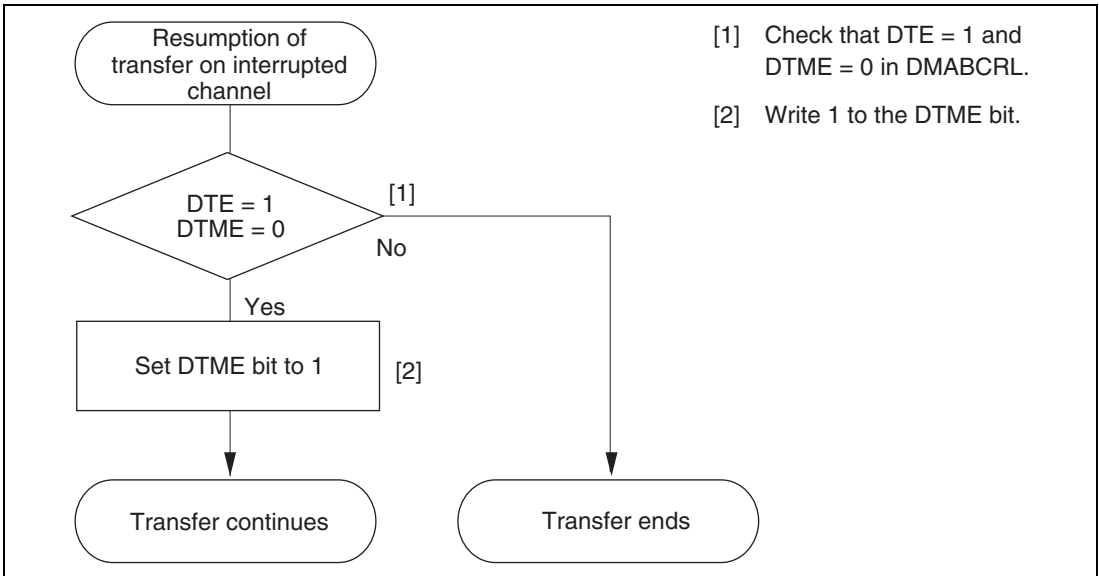 Resumption of
transfer on interrupted
channel
[1] Check that DTE = 1 and
DTME = 0 in DMABCRL.
[2] Write 1 to the DTME bit.
DTE = 1
DTME = 0
[1]
No
Yes
Set DTME bit to 1
[2]
Transfer continues
Transfer ends